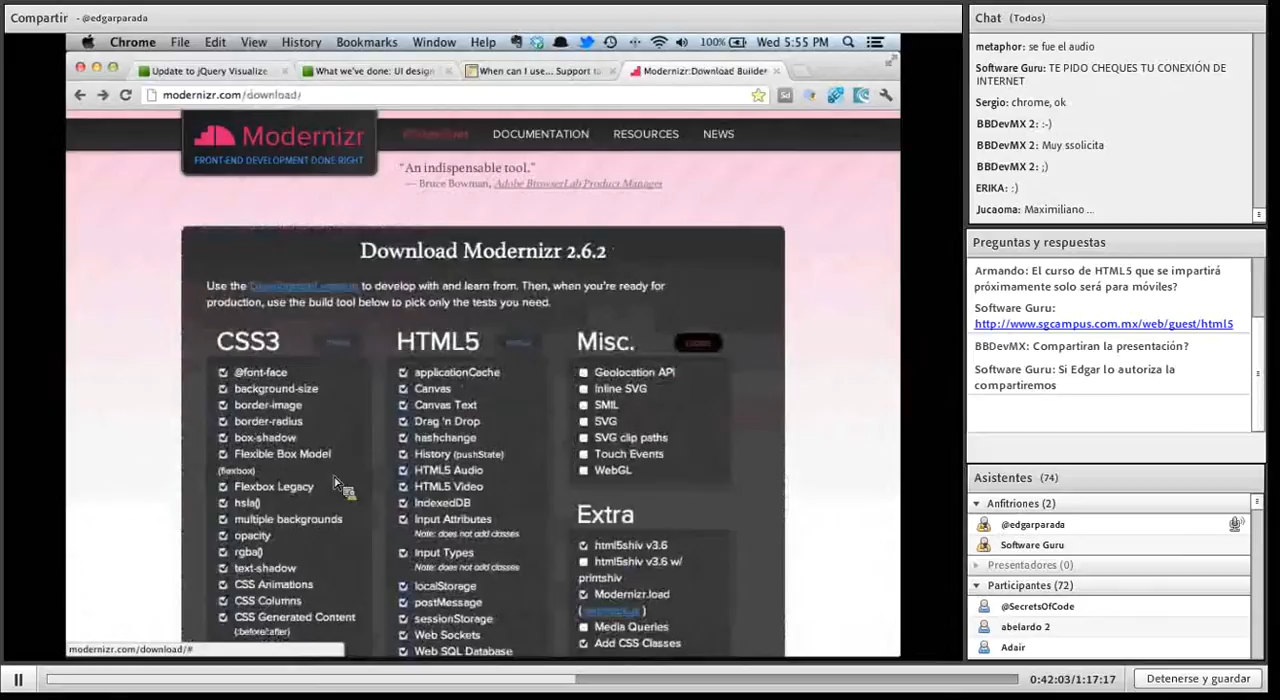 Compartir - @edgarparada
Chrome File Edit View History Bookmarks Window Help 100% Wed 5:55 PM
Update to jQuery Visualize
What we've done: UI design
When can I use... Support to
Modernizr: Download Builder
modernizr.com/download/
Modernizr
FRONT-END DEVELOPMENT DONE RIGHT
DOCUMENTATION RESOURCES NEWS
"An indispensable tool."
— Bruce Bowman, Adobe BrowserLab Product Manager
Download Modernizr 2.6.2
Use the to develop with and learn from. Then, when you're ready for
production, use the build tool below to pick only the tests you need.
CSS3
@font-face
background-size
border-image
border-radius
box-shadow
Flexible Box Model
(flexbox)
Flexbox Legacy
hsla()
multiple backgrounds
opacity
rgba()
text-shadow
CSS Animations
CSS Columns
CSS Generated Content
(:before/:after)
HTML5
applicationCache
Canvas
Canvas Text
Drag 'n Drop
hashchange
History (pushState)
HTML5 Audio
HTML5 Video
IndexedDB
Input Attributes
Note: does not add classes
Input Types
Note: does not add classes
localStorage
postMessage
sessionStorage
Web Sockets
Web SQL Database
Misc.
Geolocation API
Inline SVG
SMIL
SVG
SVG clip paths
Touch Events
WebGL
Extra
html5shiv v3.6
html5shiv v3.6 w/
printshiv
Modernizr.load
Media Queries
Add CSS Classes
modernizr.com/download/#
Chat (Todos)
metaphor: se fue el audio
Software Guru: TE PIDO CHEQUES TU CONEXIÓN DE
INTERNET
Sergio: chrome, ok
BBDevMX 2: :-)
BBDevMX 2: Muy ssolicita
BBDevMX 2: ;)
ERIKA: :)
Jucaoma: Maximiliano ...
Preguntas y respuestas
Armando: El curso de HTML5 que se impartirá
próximamente solo será para móviles?
Software Guru:
http://www.sgcampus.com.mx/web/guest/html5
BBDevMX: Compartiran la presentación?
Software Guru: Si Edgar lo autoriza la
compartiremos
Asistentes (74)
Anfitriones (2)
@edgarparada
Software Guru
Presentadores (0)
Participantes (72)
@SecretsOfCode
abelardo 2
Adair
0:42:03/1:17:17
Detenerse y guardar